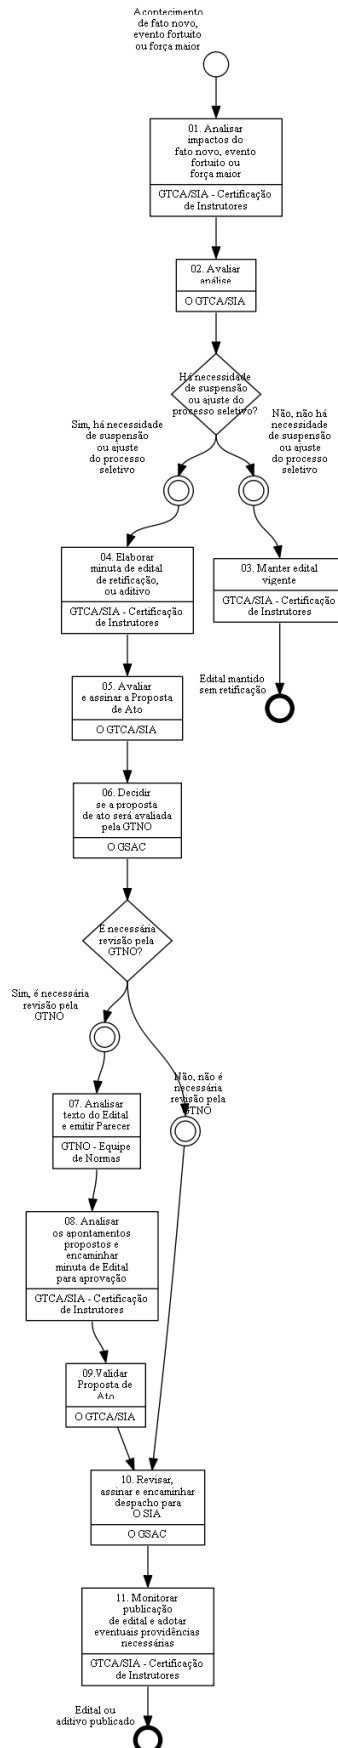 Acontecimento
de fato novo,
evento fortuito
ou força maior
01. Analisar
impactos do
fato novo, evento
fortuito ou
força maior
GTCA/SIA - Certificação
de Instrutores
02. Avaliar
análise
O GTCA/SIA
Há necessidade
de suspensão
ou ajuste do
processo seletivo?
Sim, há necessidade
de suspensão
ou ajuste
do processo
seletivo
Não, não há
necessidade
de suspensão
ou ajuste
do processo
seletivo
04. Elaborar
minuta de edital
de retificação,
ou aditivo
GTCA/SIA - Certificação
de Instrutores
03. Manter edital
vigente
GTCA/SIA - Certificação
de Instrutores
Edital mantido
sem retificação
05. Avaliar
e assinar a Proposta
de Ato
O GTCA/SIA
06. Decidir
se a proposta
de ato será avaliada
pela GTNO
O GSAC
É necessária
revisão pela
GTNO?
Sim, é necessária
revisão pela
GTNO
Não, não é
necessária
revisão pela
GTNO
07. Analisar
texto do Edital
e emitir Parecer
GTNO - Equipe
de Normas
08. Analisar
os apontamentos
propostos e
encaminhar
minuta de Edital
para aprovação
GTCA/SIA - Certificação
de Instrutores
09.Validar
Proposta de
Ato
O GTCA/SIA
10. Revisar,
assinar e encaminhar
despacho para
O SIA
O GSAC
11. Monitorar
publicação
de edital e adotar
eventuais providências
necessárias
GTCA/SIA - Certificação
de Instrutores
Edital ou
aditivo publicado